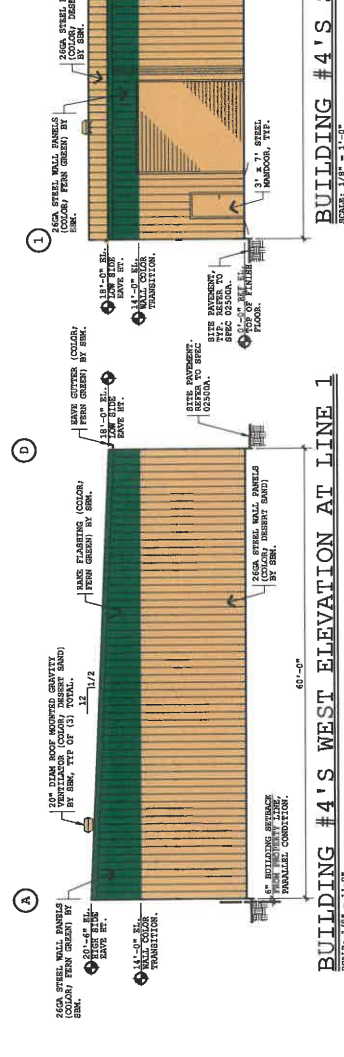 A
D
1
26GA STEEL WALL PANELS
(COLOR; FERN GREEN) BY
SBM.
20" DIAM ROOF MOUNTED GRAVITY
VENTILATOR (COLOR; DESERT SAND)
BY SBM, TYP OF (3) TOTAL.
12
1/2
RAKE FLASHING (COLOR;
FERN GREEN) BY SBM.
EAVE GUTTER (COLOR;
FERN GREEN) BY SBM.
20'-6" EL.
HIGH SIDE
EAVE HT.
14'-0" EL.
WALL COLOR
TRANSITION.
18'-0" EL.
LOW SIDE
EAVE HT.
SITE PAVEMENT.
REFER TO SPEC
02500A.
26GA STEEL WALL PANELS
(COLOR; DESERT SAND)
BY SBM.
6" BUILDING SETBACK
FROM PROPERTY LINE,
PARALLEL CONDITION.
60'-0"
BUILDING #4'S WEST ELEVATION AT LINE 1
26GA STEEL WALL PANELS
(COLOR; FERN GREEN) BY
SBM.
26GA STEEL
(COLOR;
BY SBM.
18'-0" EL.
LOW SIDE
EAVE HT.
14'-0" EL.
WALL COLOR
TRANSITION.
SITE PAVEMENT,
TYP. REFER TO
SPEC 02500A.
0'-0" REF EL.
TOP OF FINISH
FLOOR.
3' x 7' STEEL
MANDOOR, TYP.
BUILDING #4'S
SCALE: 1/8" = 1'-0"